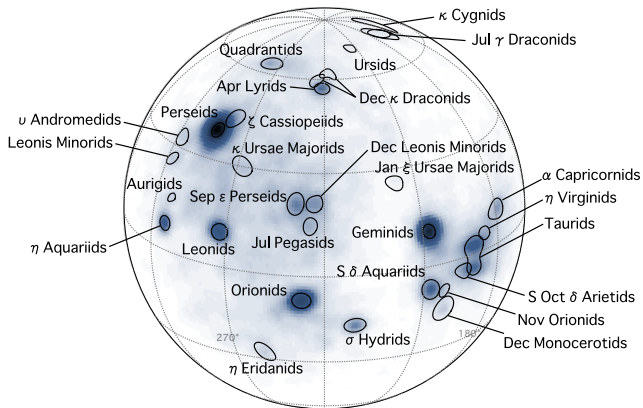 κ Cygnids
Jul γ Draconids
Quadrantids
Ursids
Apr Lyrids
Dec κ Draconids
Perseids
ζ Cassiopeiids
υ Andromedids
Leonis Minorids
κ Ursae Majorids
Dec Leonis Minorids
Jan ξ Ursae Majorids
α Capricornids
Aurigids
Sep ε Perseids
η Virginids
Taurids
η Aquariids
Leonids
Jul Pegasids
Geminids
S δ Aquariids
S Oct δ Arietids
Orionids
Nov Orionids
270°
σ Hydrids
180°
Dec Monocerotids
η Eridanids